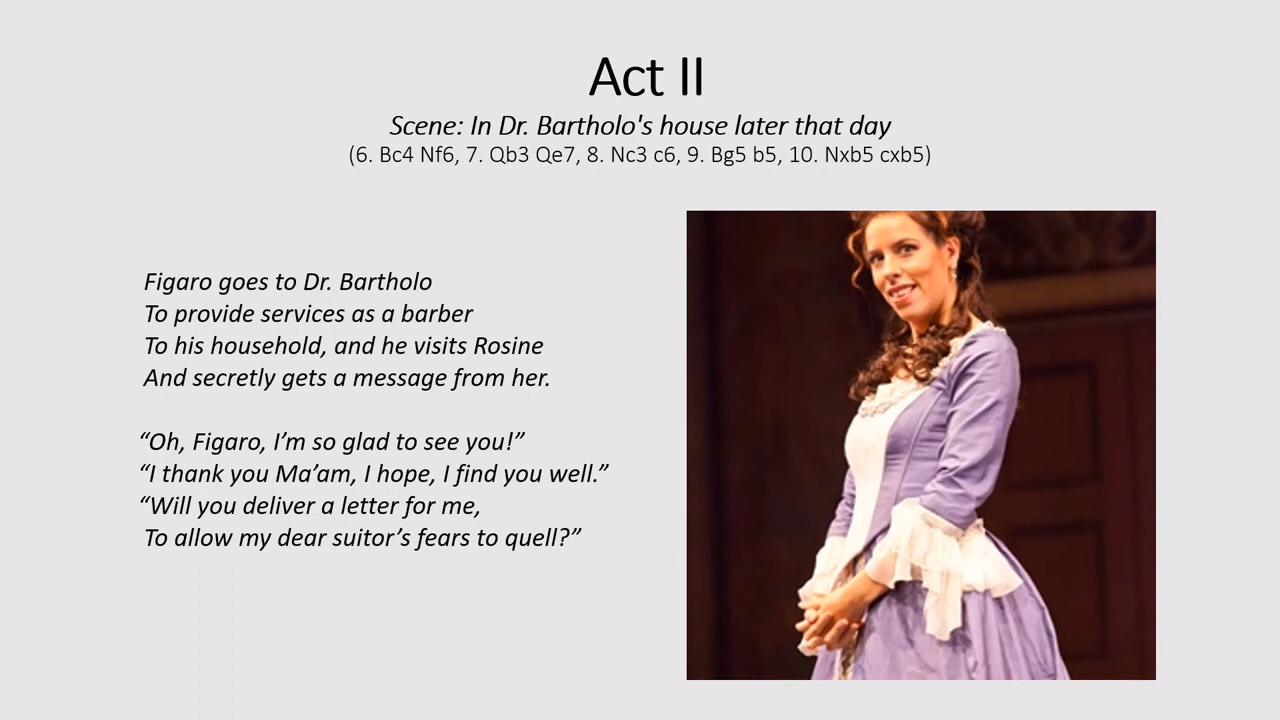 Act II
Scene: In Dr. Bartholo's house later that day
(6. Bc4 Nf6, 7. Qb3 Qe7, 8. Nc3 c6, 9. Bg5 b5, 10. Nxb5 cxb5)
Figaro goes to Dr. Bartholo
To provide services as a barber
To his household, and he visits Rosine
And secretly gets a message from her.
“Oh, Figaro, I’m so glad to see you!”
“I thank you Ma’am, I hope, I find you well.”
“Will you deliver a letter for me,
To allow my dear suitor’s fears to quell?”